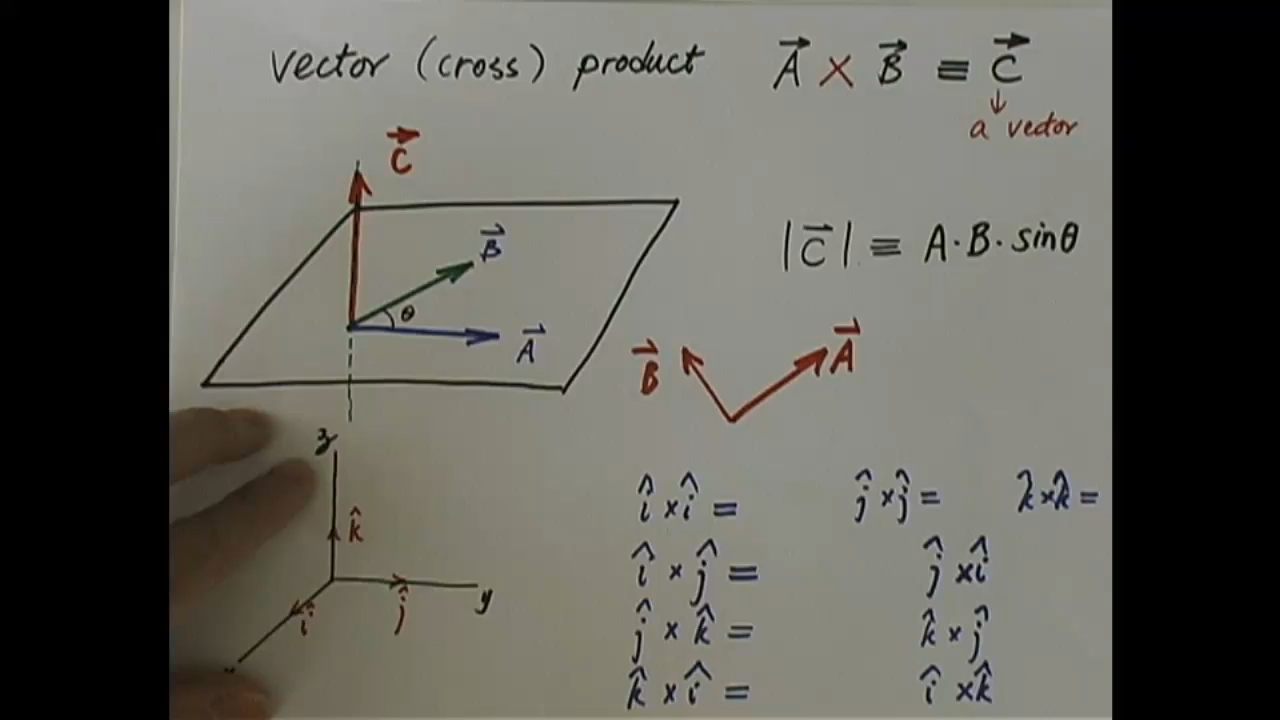 vector (cross) product A⃗ × B⃗ ≡ C⃗
a vector
C⃗
B⃗
θ
A⃗
|C⃗| ≡ A·B·sinθ
B⃗ A⃗
z
k̂
ĵ
y
î
î × î =
ĵ × ĵ =
k̂ × k̂ =
î × ĵ =
ĵ × î
ĵ × k̂ =
k̂ × ĵ
k̂ × î =
î × k̂